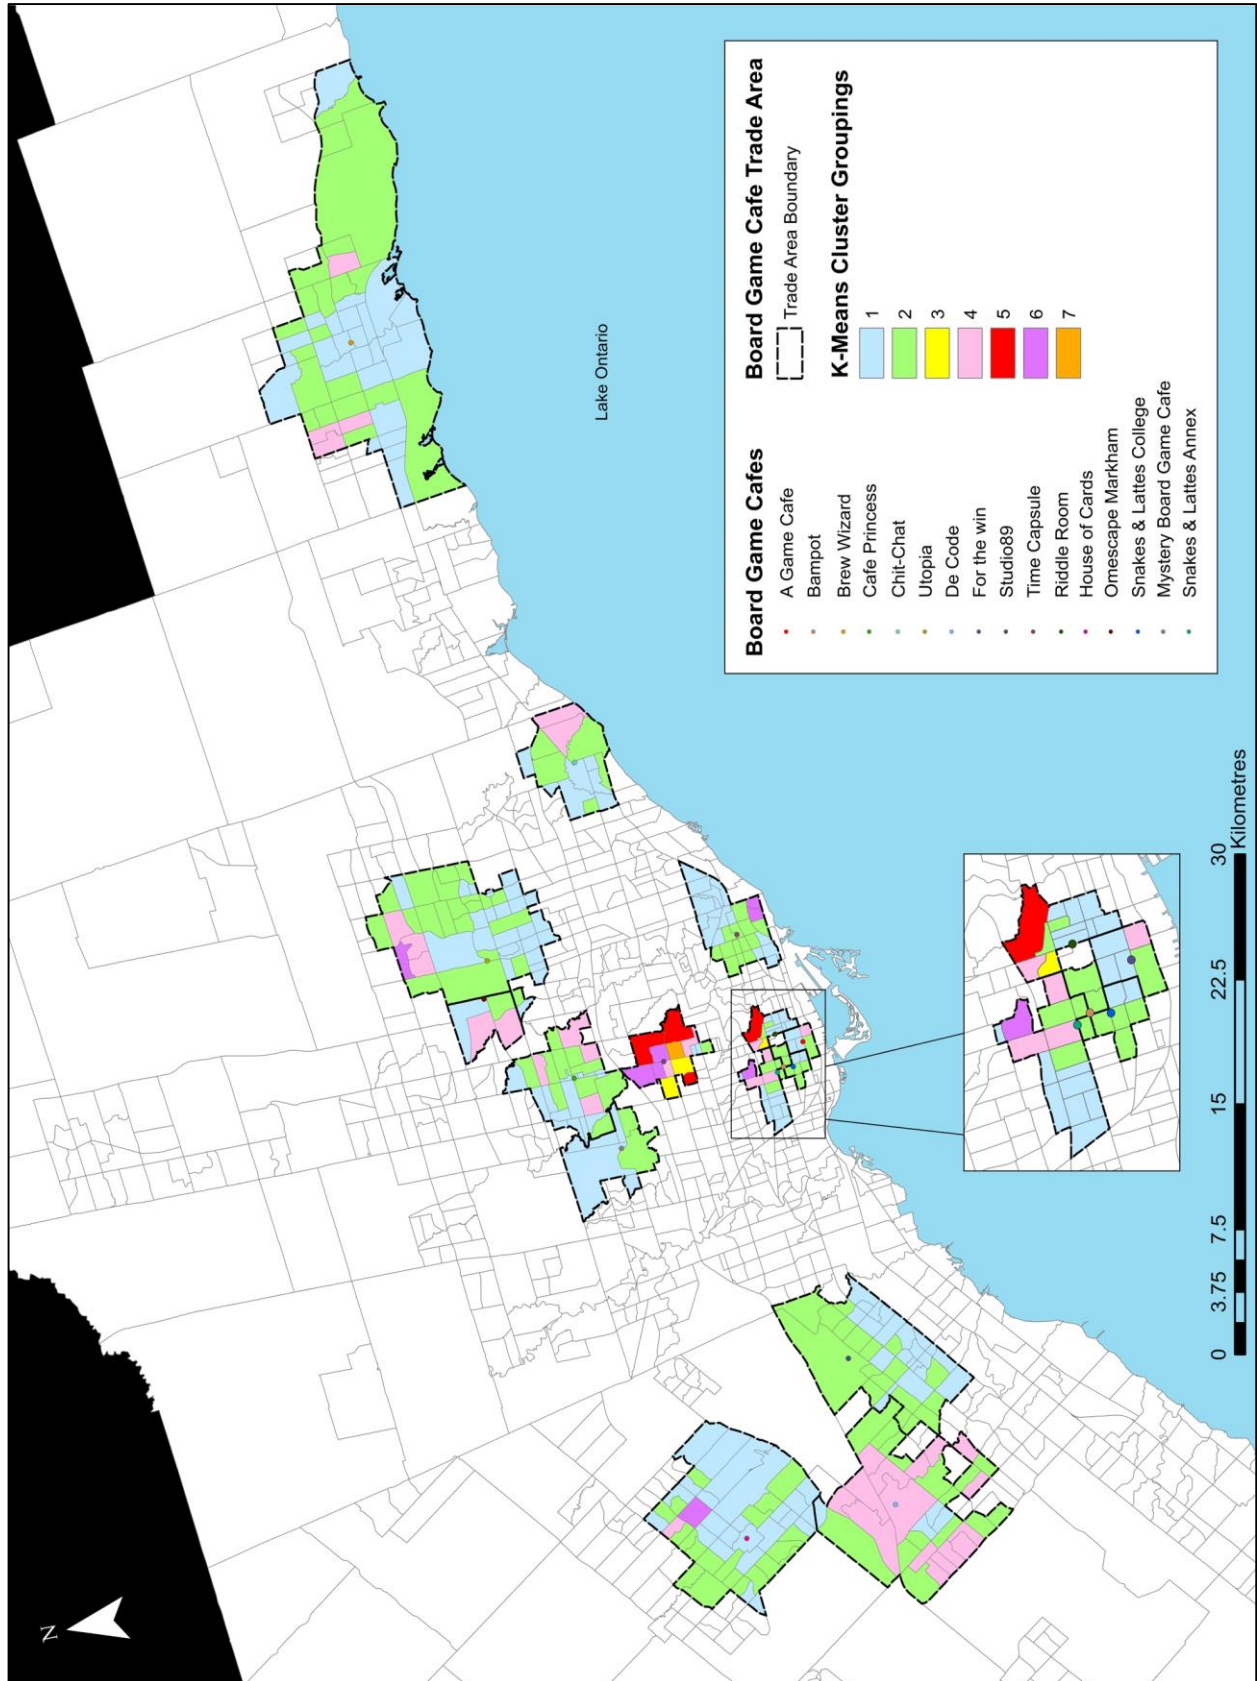 N
Lake Ontario
Board Game Cafes
A Game Cafe
Bampot
Brew Wizard
Cafe Princess
Chit-Chat
Utopia
De Code
For the win
Studio89
Time Capsule
Riddle Room
House of Cards
Omescape Markham
Snakes & Lattes College
Mystery Board Game Cafe
Snakes & Lattes Annex
Board Game Cafe Trade Area
Trade Area Boundary
K-Means Cluster Groupings
1
2
3
4
5
6
7
0 3.75 7.5 15 22.5 30
Kilometres